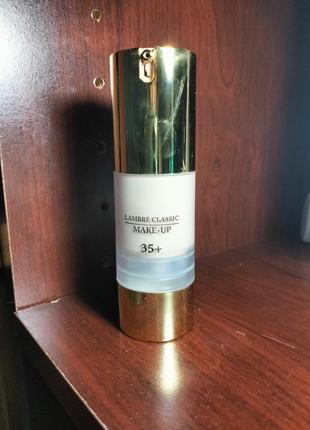 LAMBRE CLASSIC
MAKE-UP
35+